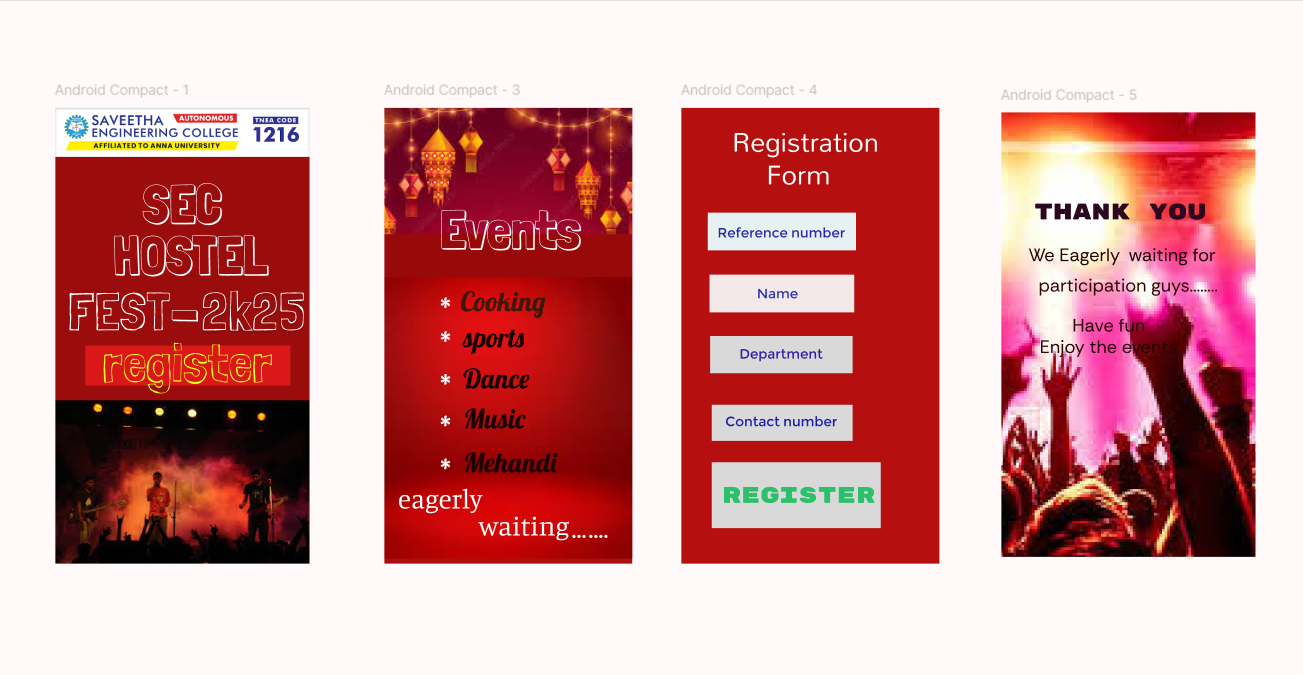 Android Compact - 1
SAVEETHA AUTONOMOUS
ENGINEERING COLLEGE
AFFILIATED TO ANNA UNIVERSITY
TNEA CODE
1216
SEC
HOSTEL
FEST-2k25
register
Android Compact - 3
Events
* Cooking
* sports
* Dance
* Music
* Mehandi
eagerly
waiting.......
Android Compact - 4
Registration
Form
Reference number
Name
Department
Contact number
REGISTER
Android Compact - 5
THANK YOU
We Eagerly waiting for
participation guys........
Have fun
Enjoy the events